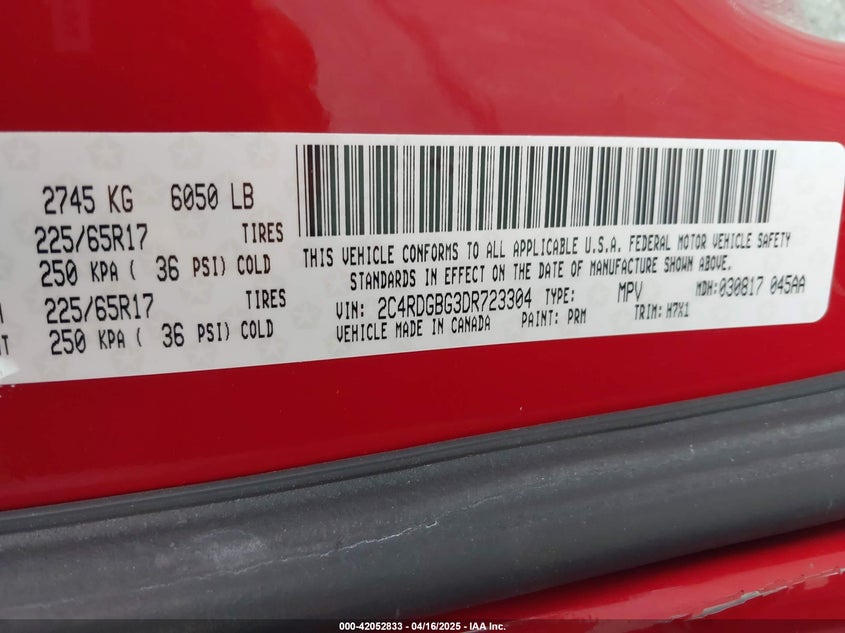 2745 KG 6050 LB
225/65R17 TIRES
250 KPA ( 36 PSI) COLD
225/65R17 TIRES
250 KPA ( 36 PSI) COLD
THIS VEHICLE CONFORMS TO ALL APPLICABLE U.S.A. FEDERAL MOTOR VEHICLE SAFETY
STANDARDS IN EFFECT ON THE DATE OF MANUFACTURE SHOWN ABOVE.
VIN: 2C4RDGBG3DR723304 TYPE: MPV MDH:030817 045AA
VEHICLE MADE IN CANADA PAINT: PRM TRIM: H7X1
000-42052833 - 04/16/2025 - IAA Inc.